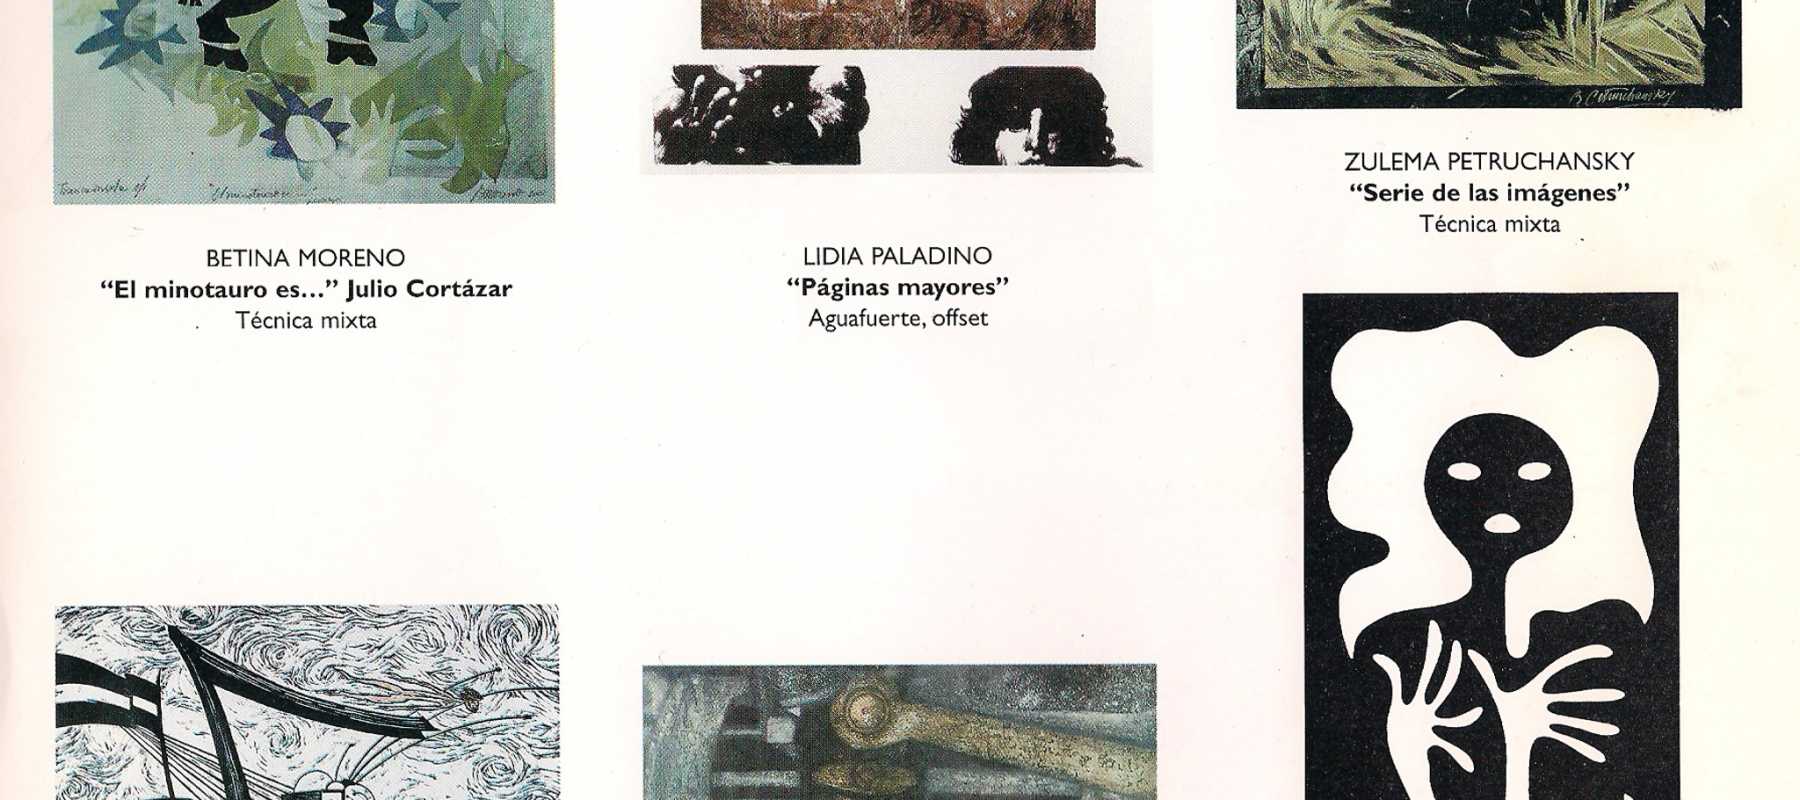 BETINA MORENO
“El minotauro es...” Julio Cortázar
Técnica mixta
LIDIA PALADINO
“Páginas mayores”
Aguafuerte, offset
ZULEMA PETRUCHANSKY
“Serie de las imágenes”
Técnica mixta